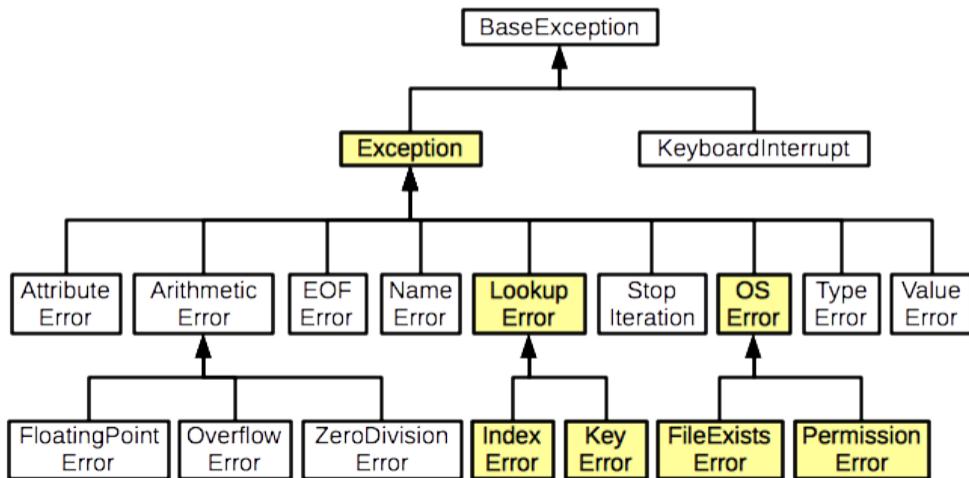 BaseException
Exception
KeyboardInterrupt
Attribute
Error
Arithmetic
Error
EOF
Error
Name
Error
Lookup
Error
Stop
Iteration
OS
Error
Type
Error
Value
Error
FloatingPoint
Error
Overflow
Error
ZeroDivision
Error
Index
Error
Key
Error
FileExists
Error
Permission
Error